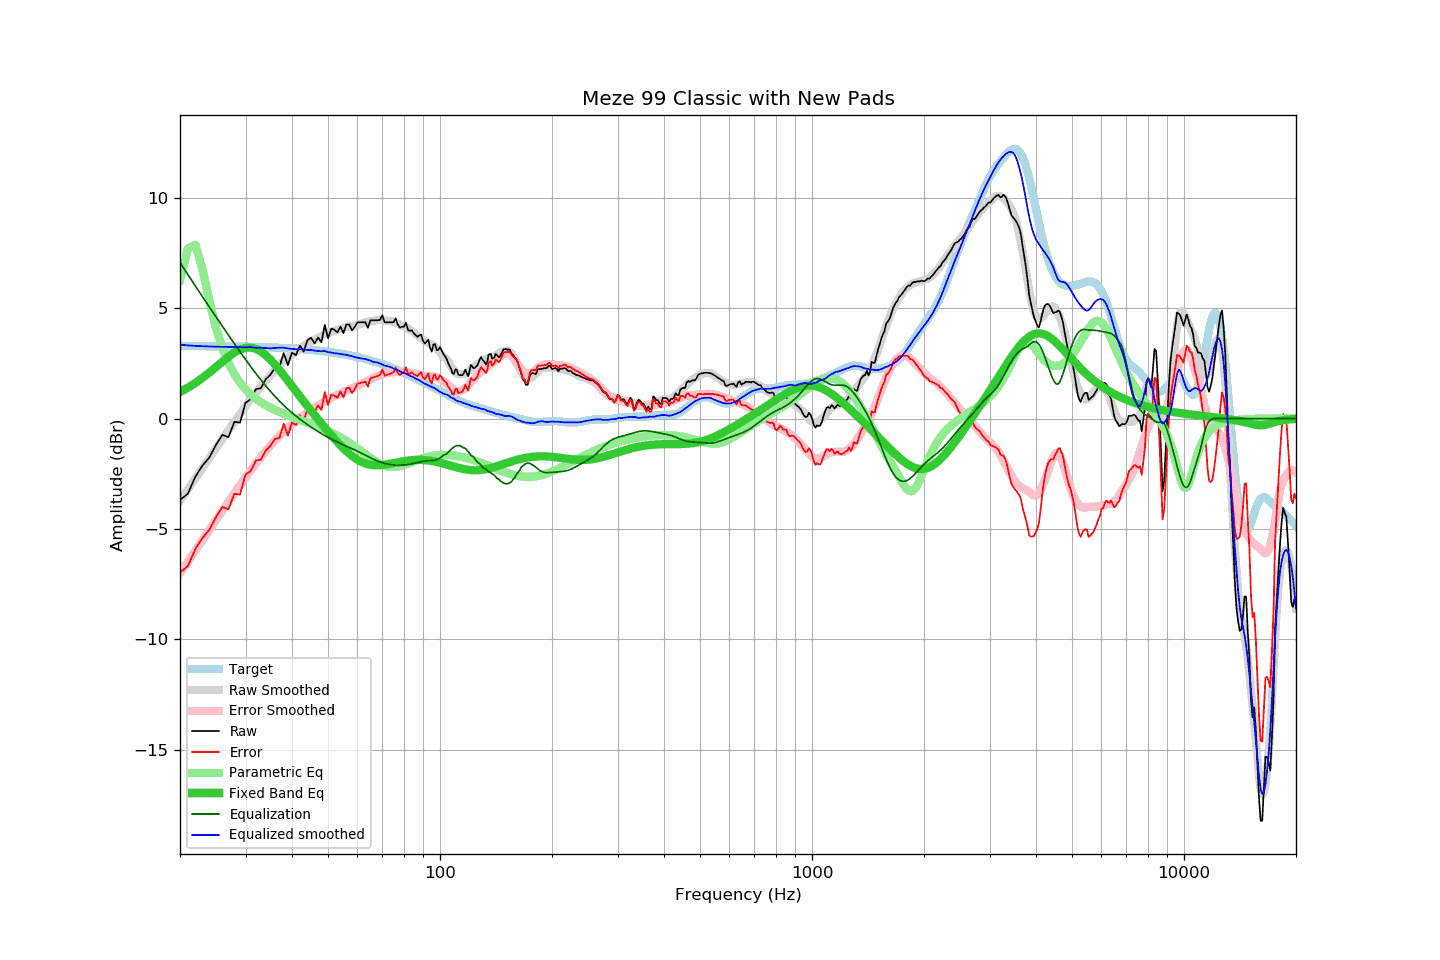 Meze 99 Classic with New Pads
Amplitude (dBr)
10
5
0
−5
−10
−15
Target
Raw Smoothed
Error Smoothed
Raw
Error
Parametric Eq
Fixed Band Eq
Equalization
Equalized smoothed
100
1000
10000
Frequency (Hz)